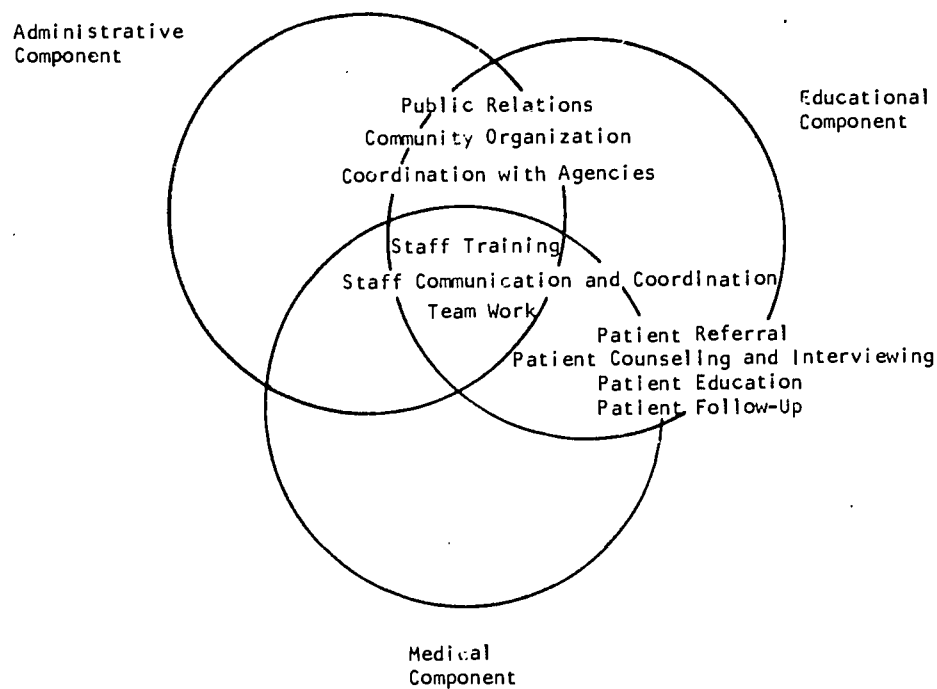 Administrative
Component
Educational
Component
Public Relations
Community Organization
Coordination with Agencies
Staff Training
Staff Communication and Coordination
Team Work
Patient Referral
Patient Counseling and Interviewing
Patient Education
Patient Follow-Up
Medical
Component